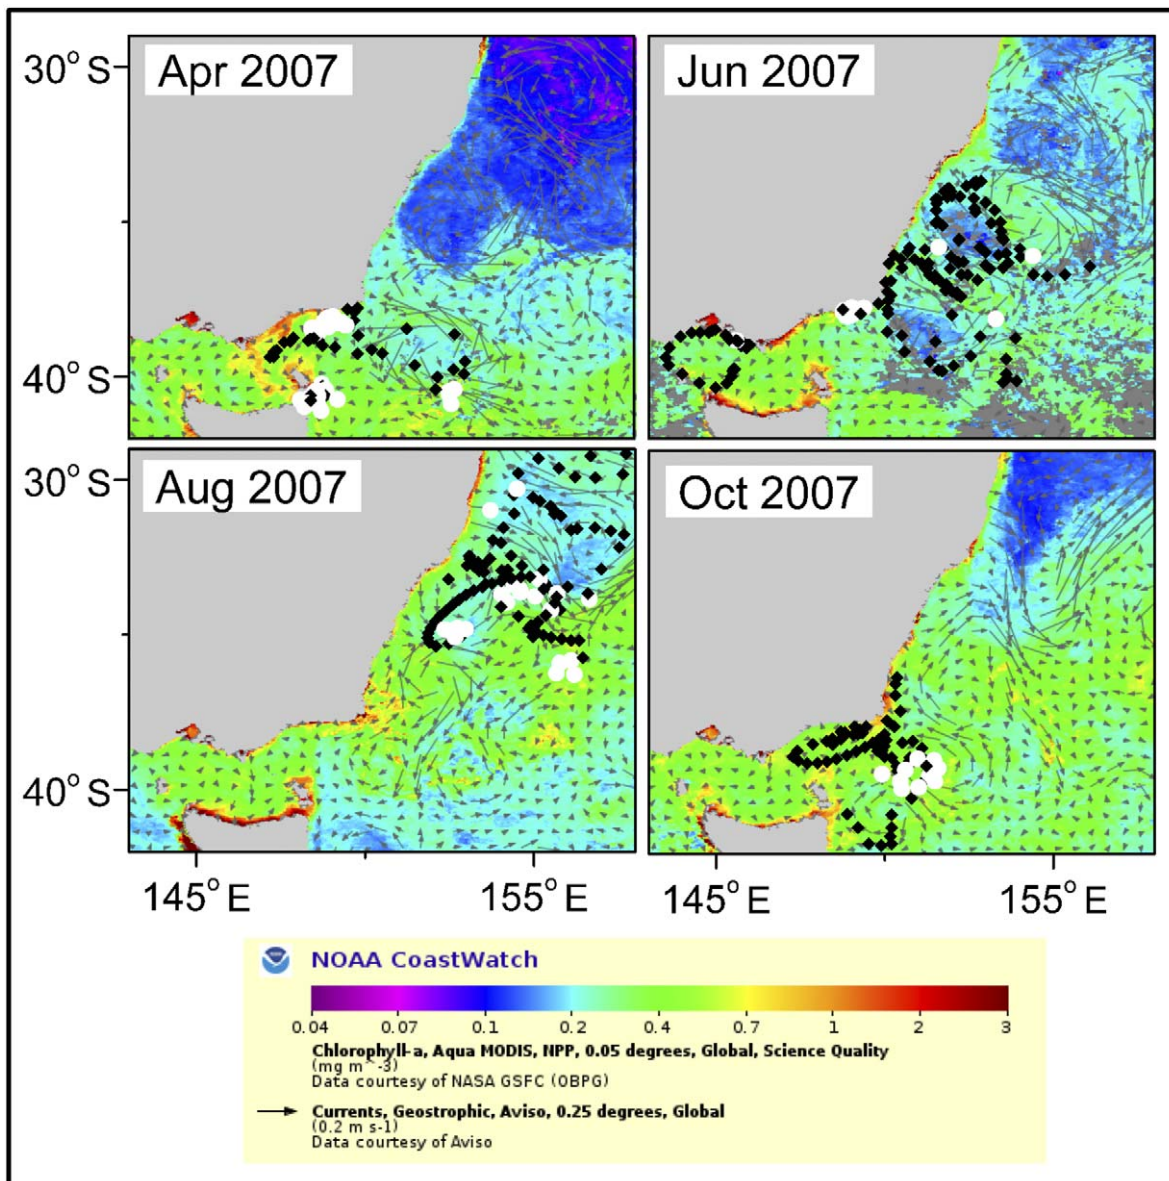 Apr 2007
Jun 2007
30° S
40° S
Aug 2007
Oct 2007
30° S
40° S
145° E
155° E
145° E
155° E
NOAA CoastWatch
0.04 0.07 0.1 0.2 0.4 0.7 1 2 3
Chlorophyll-a, Aqua MODIS, NPP, 0.05 degrees, Global, Science Quality
(mg m^-3)
Data courtesy of NASA GSFC (OBPG)
Currents, Geostrophic, Aviso, 0.25 degrees, Global
(0.2 m s-1)
Data courtesy of Aviso